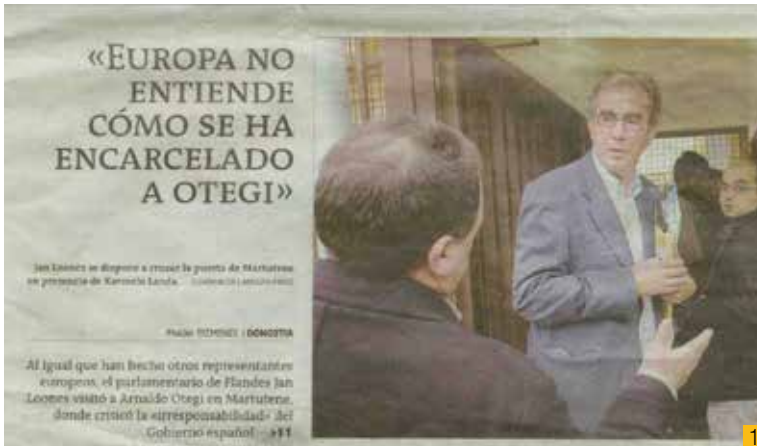 «EUROPA NO
ENTIENDE
CÓMO SE HA
ENCARCELADO
A OTEGI»
Jan Loones se dispone a cruzar la puerta de Martutene
en presencia de Karmelo Landa.
DONOSTIA
Al igual que han hecho otros representantes
europeos, el parlamentario de Flandes Jan
Loones visitó a Arnaldo Otegi en Martutene,
donde criticó la «irresponsabilidad» del
Gobierno español. >11
1